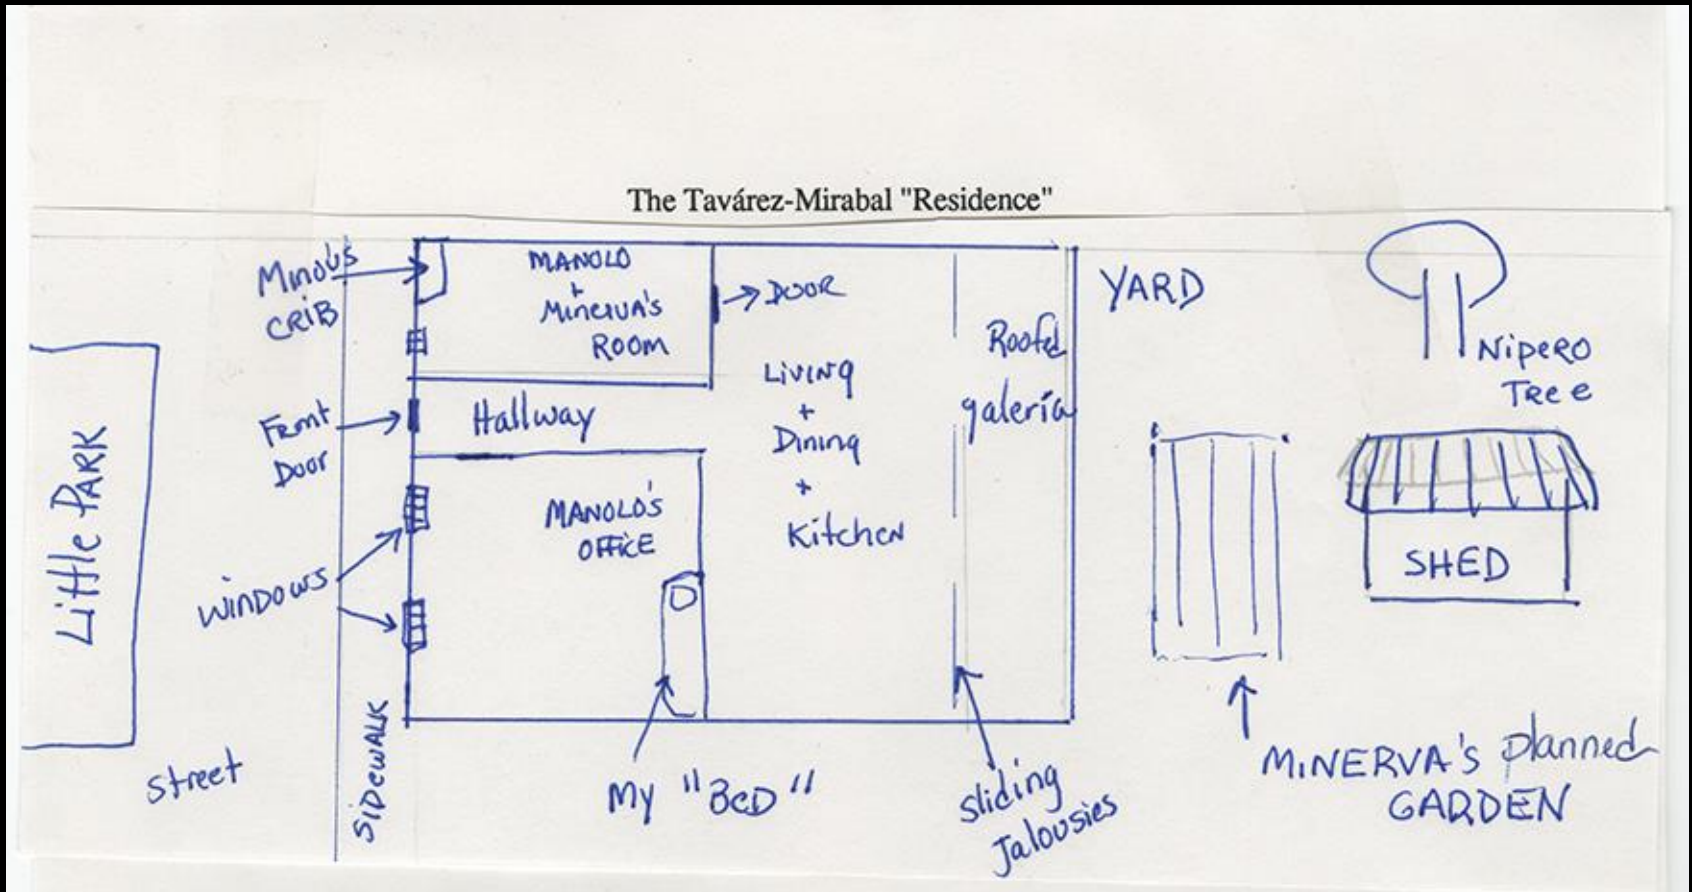 The Tavárez-Mirabal "Residence"
Minou's
CRIB
MANOLO
+
MinerVA's
ROOM
DOOR
YARD
Nipero
Tree
Roofed
galería
Living
+
Dining
+
Kitchen
Front
Door
Hallway
Little PARK
MANOLO'S
OFFICE
WINDOWS
SHED
Street
SIDEWALK
My "BED"
Sliding
Jalousies
MINERVA'S planned
GARDEN